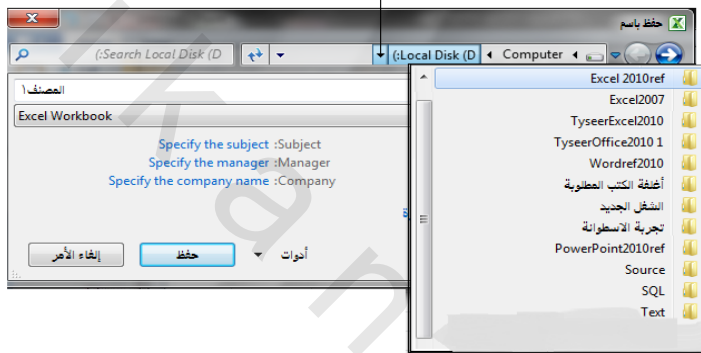 حفظ باسم
Computer
(:Local Disk (D
(:Search Local Disk (D
Excel 2010ref
Excel2007
TyseerExcel2010
TyseerOffice2010 1
Wordref2010
أغلفة الكتب المطلوبة
الشغل الجديد
تجربة الاسطوانة
PowerPoint2010ref
Source
SQL
Text
المصنف١
Excel Workbook
Specify the subject :Subject
Specify the manager :Manager
Specify the company name :Company
أدوات
حفظ
إلغاء الأمر